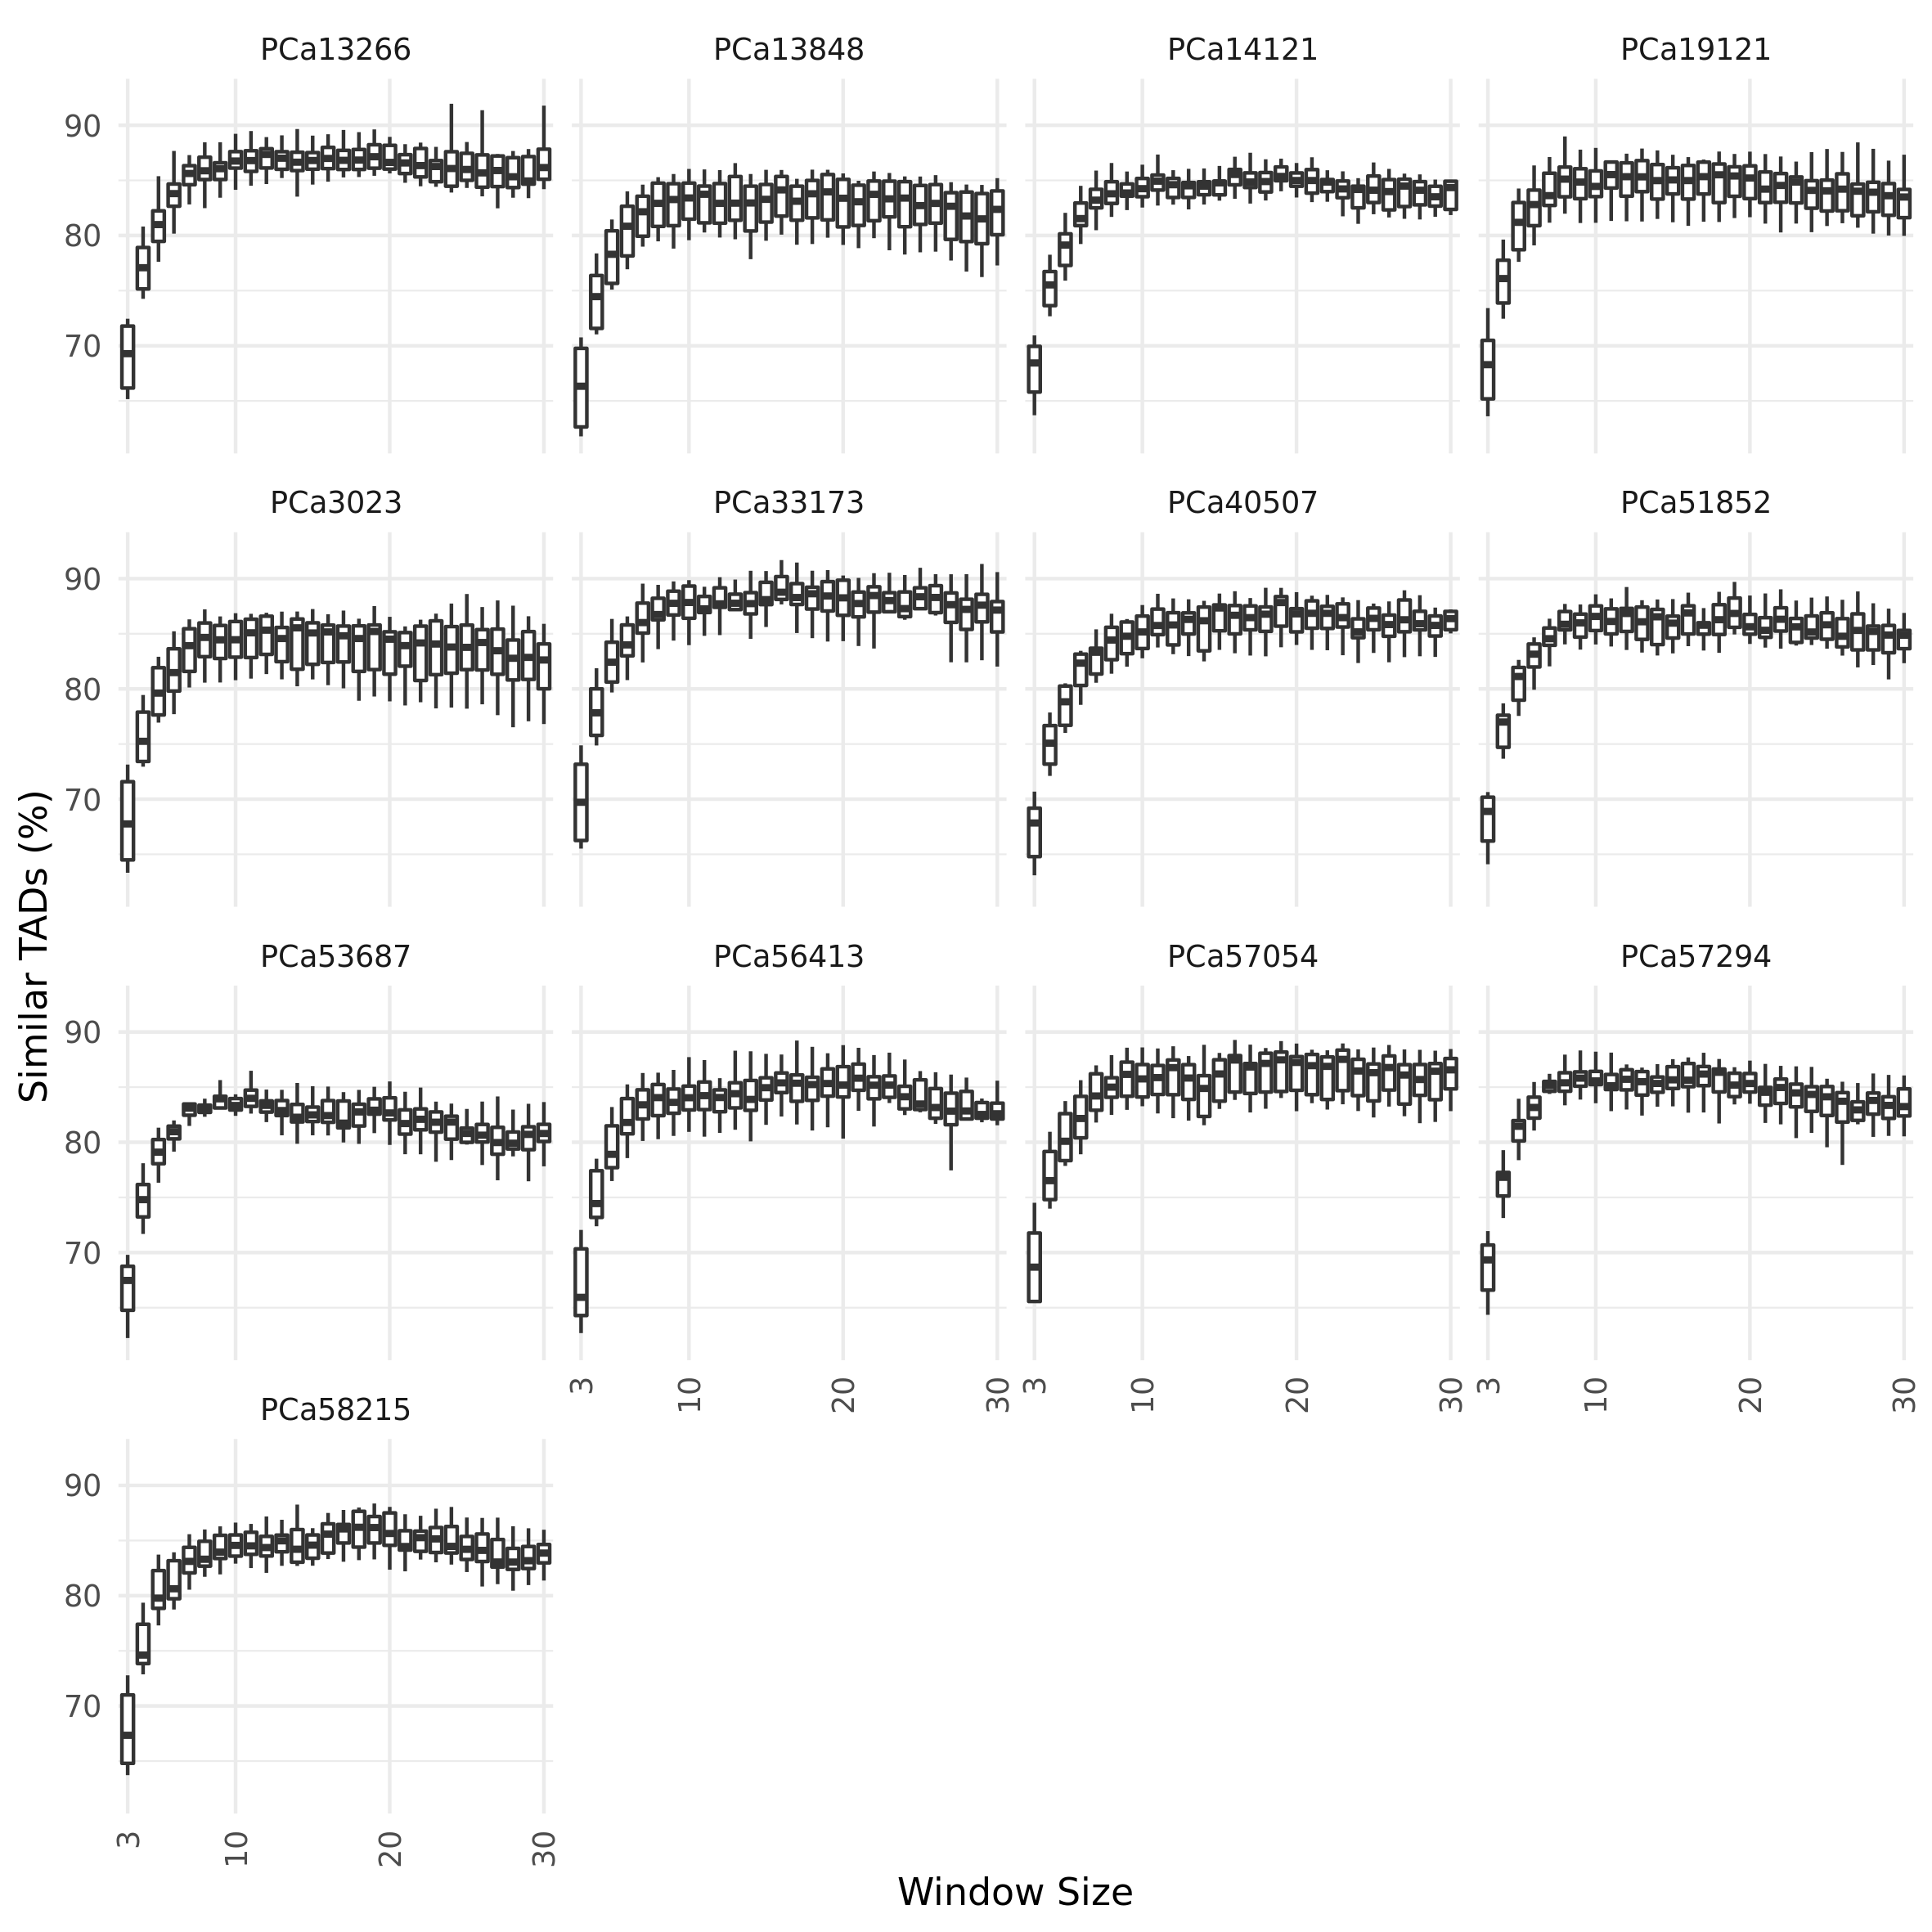 PCa13266 PCa13848 PCa14121 PCa19121
90
80
70
PCa3023 PCa33173 PCa40507 PCa51852
90
80
70
Similar TADs (%)
PCa53687 PCa56413 PCa57054 PCa57294
90
80
70
3 10 20 30 3 10 20 30 3 10 20 30
PCa58215
90
80
70
3 10 20 30
Window Size